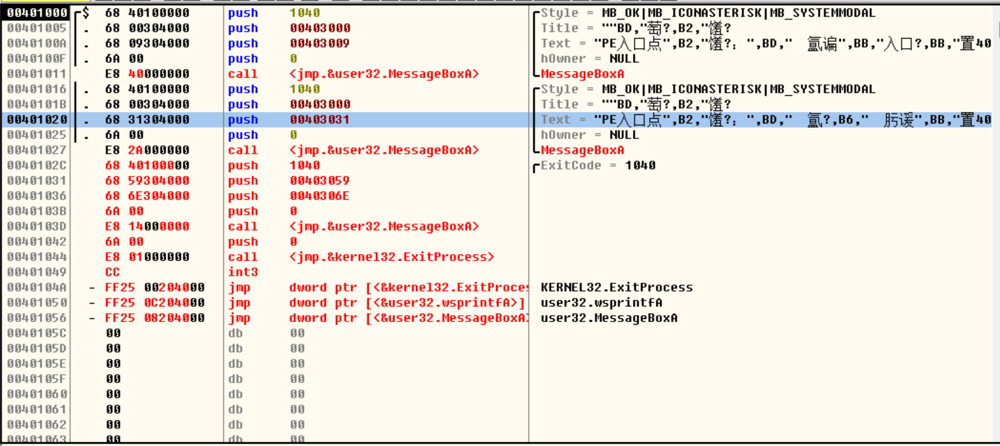 00401000 $ 68 40100000 push 1040 Style = MB_OK|MB_ICONASTERISK|MB_SYSTEMMODAL
00401005 . 68 00304000 push 00403000 Title = ""BD,"萄?,B2,"馐?
0040100A . 68 09304000 push 00403009 Text = "PE入口点",B2,"馐?：",BD,"氲谝",BB,"入口?,BB,"置40
0040100F . 6A 00 push 0 hOwner = NULL
00401011 E8 40000000 call <jmp.&user32.MessageBoxA> MessageBoxA
00401016 . 68 40100000 push 1040 Style = MB_OK|MB_ICONASTERISK|MB_SYSTEMMODAL
0040101B . 68 00304000 push 00403000 Title = ""BD,"萄?,B2,"馐?
00401020 . 68 31304000 push 00403031 Text = "PE入口点",B2,"馐?：",BD,"氲?,B6,",BB,"置40
00401025 . 6A 00 push 0 hOwner = NULL
00401027 E8 2A000000 call <jmp.&user32.MessageBoxA> MessageBoxA
0040102C 68 40100000 push 1040 ExitCode = 1040
00401031 68 59304000 push 00403059
00401036 68 6E304000 push 0040306E
0040103B 6A 00 push 0
0040103D E8 14000000 call <jmp.&user32.MessageBoxA>
00401042 6A 00 push 0
00401044 E8 01000000 call <jmp.&kernel32.ExitProcess>
00401049 CC int3
0040104A - FF25 00204000 jmp dword ptr [<&kernel32.ExitProces KERNEL32.ExitProcess
00401050 - FF25 0C204000 jmp dword ptr [<&user32.wsprintfA>] user32.wsprintfA
00401056 - FF25 08204000 jmp dword ptr [<&user32.MessageBoxA> user32.MessageBoxA
0040105C 00 db 00
0040105D 00 db 00
0040105E 00 db 00
0040105F 00 db 00
00401060 00 db 00
00401061 00 db 00
00401062 00 db 00
00401063 00 db 00